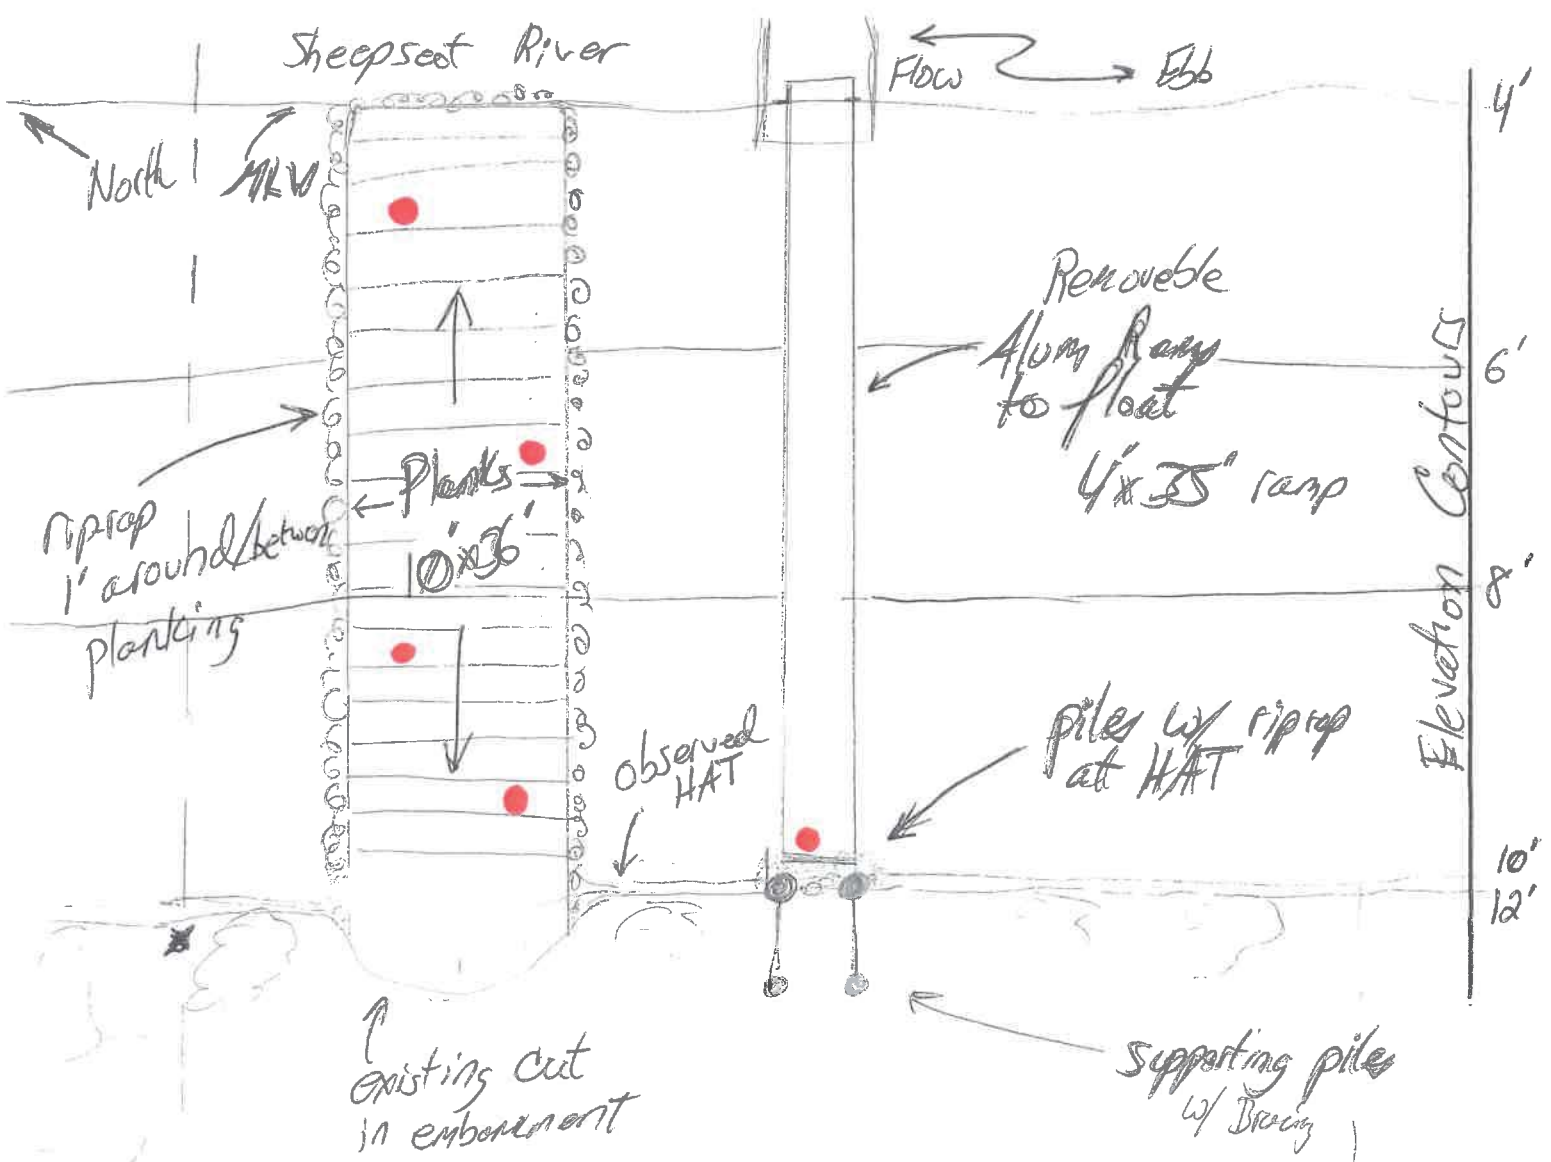 Sheepscot River
Flow
Ebb
4'
North
MLW
Removeble
Alum Ramp
to float
4'x35' ramp
6'
Elevation Contours
riprap
1' around/between
planking
Planks
10'x36'
8'
observed
HAT
piles w/ riprap
at HAT
10'
12'
existing cut
in embankment
supporting piles
w/ Bracing